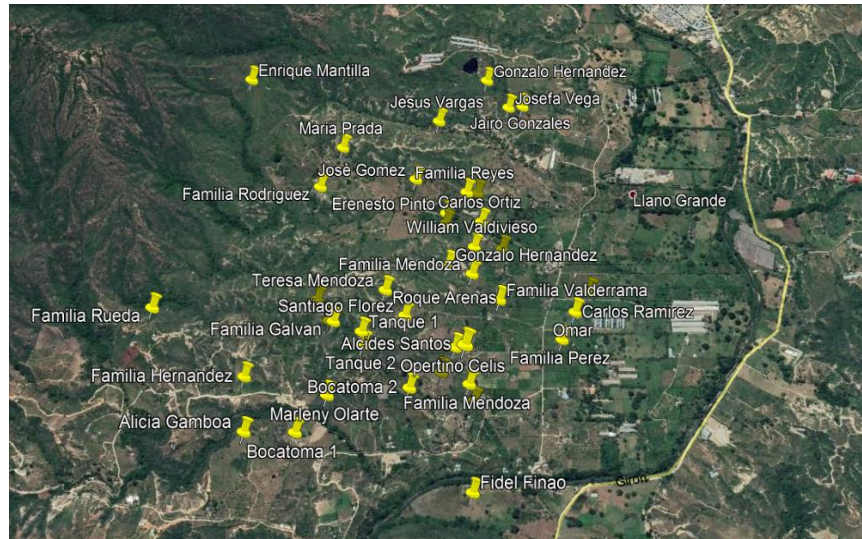 Enrique Mantilla
Gonzalo Hernandez
Jesus Vargas
Josefa Vega
Jairo Gonzales
Maria Prada
Josè Gomez
Familia Reyes
Familia Rodriguez
Erenesto Pinto
Carlos Ortiz
Llano Grande
William Valdivieso
Gonzalo Hernandez
Familia Mendoza
Teresa Mendoza
Roque Arenas
Familia Valderrama
Familia Rueda
Santiago Florez
Carlos Ramirez
Familia Galvan
Tanque 1
Omar
Alcides Santos
Familia Perez
Tanque 2
Opertino Celis
Familia Hernandez
Bocatoma 2
Familia Mendoza
Alicia Gamboa
Marleny Olarte
Bocatoma 1
Fidel Finao
Giron